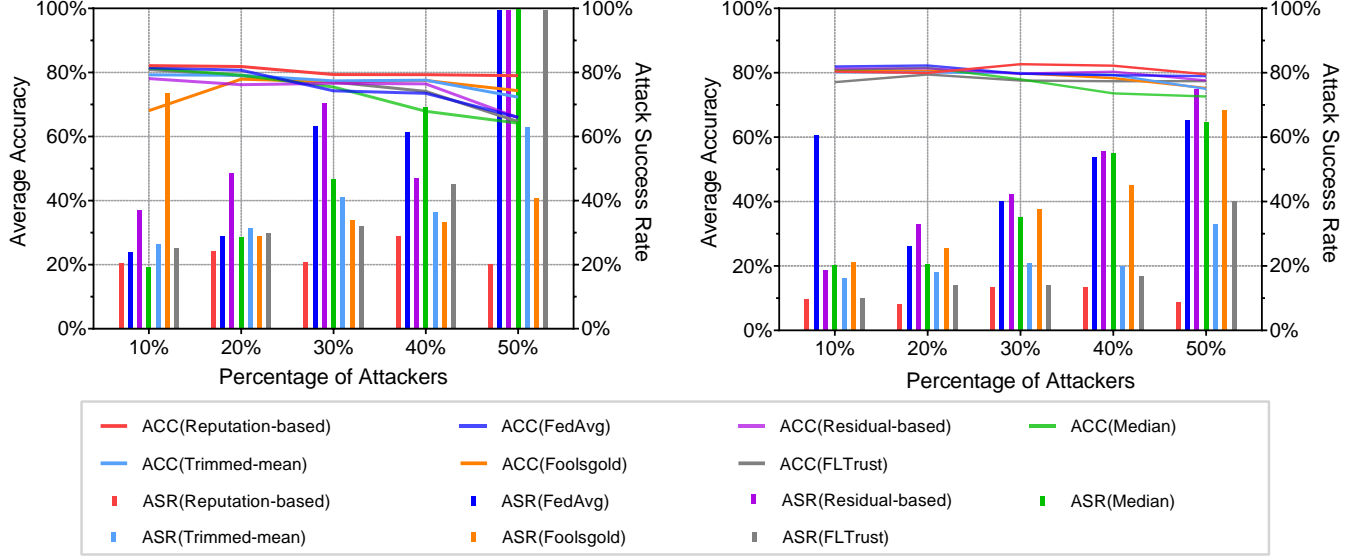 100%
80%
60%
40%
20%
0%
Average Accuracy
100%
80%
60%
40%
20%
0%
Attack Success Rate
10% 20% 30% 40% 50%
Percentage of Attackers
100%
80%
60%
40%
20%
0%
Average Accuracy
100%
80%
60%
40%
20%
0%
Attack Success Rate
10% 20% 30% 40% 50%
Percentage of Attackers
ACC(Reputation-based) ACC(FedAvg) ACC(Residual-based) ACC(Median)
ACC(Trimmed-mean) ACC(Foolsgold) ACC(FLTrust)
ASR(Reputation-based) ASR(FedAvg) ASR(Residual-based) ASR(Median)
ASR(Trimmed-mean) ASR(Foolsgold) ASR(FLTrust)